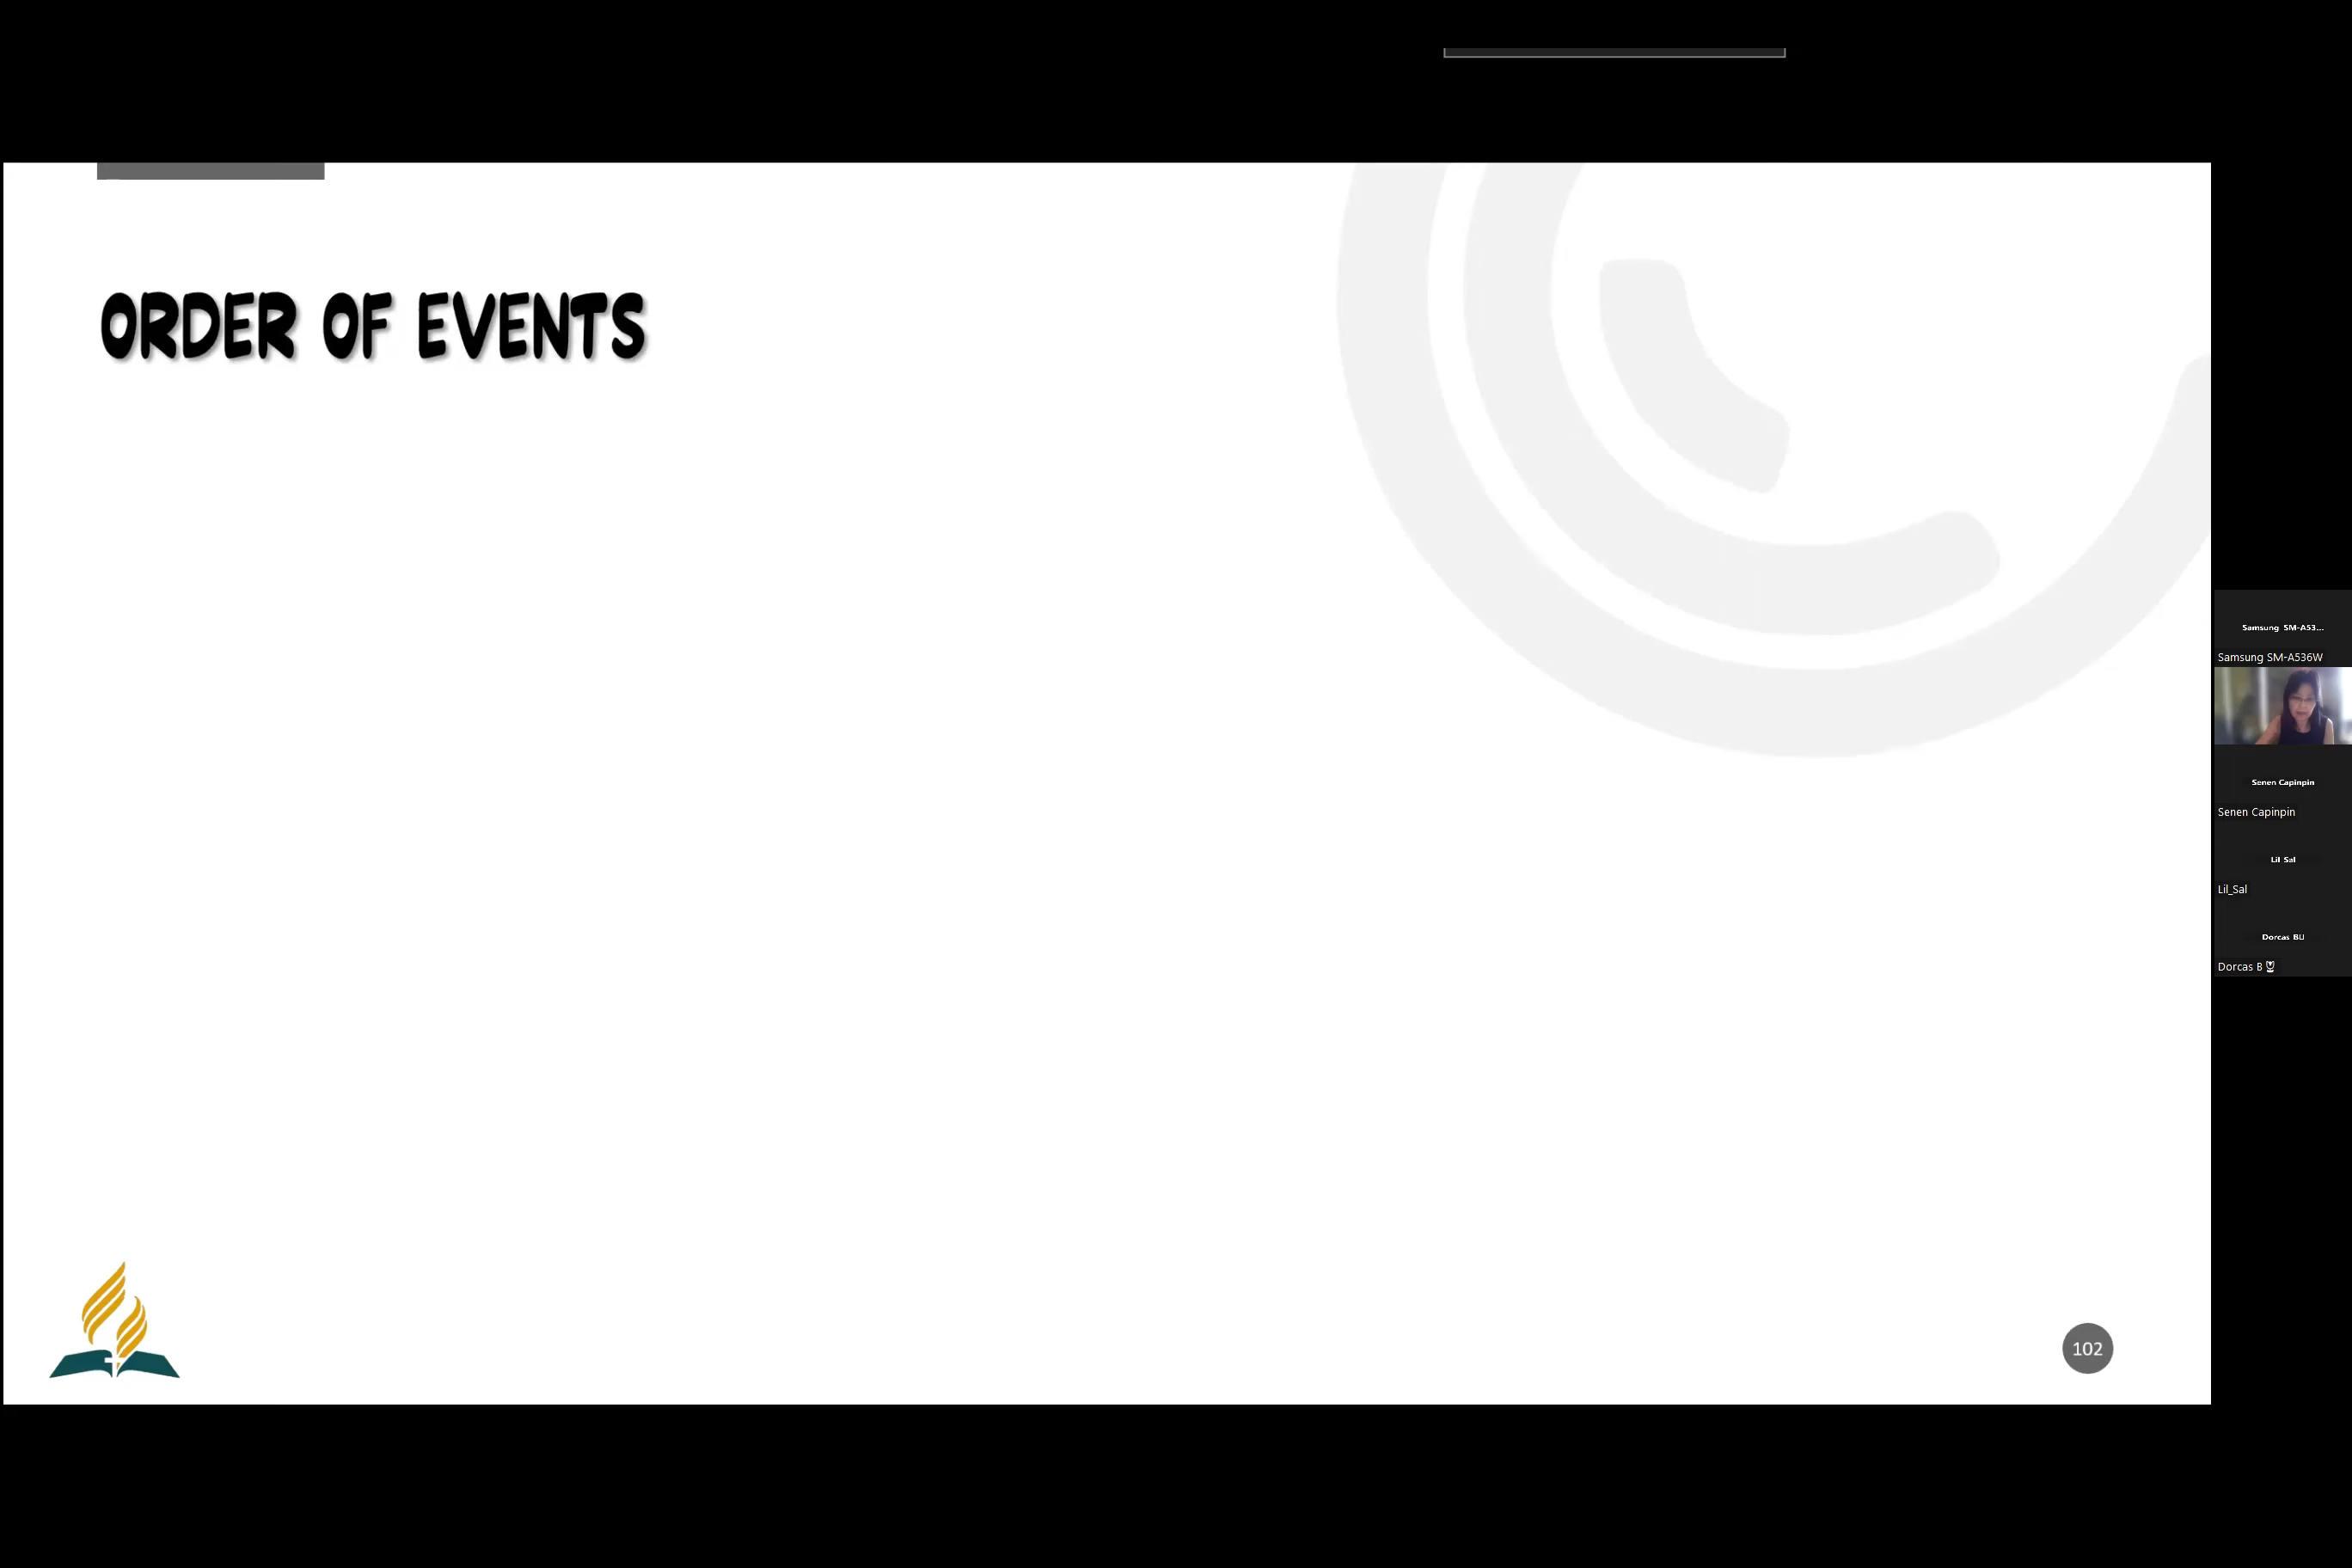 ORDER OF EVENTS
Samsung SM-A53...
Samsung SM-A536W
Senen Capinpin
Senen Capinpin
Lil Sal
Lil_Sal
Dorcas BU
Dorcas B
102